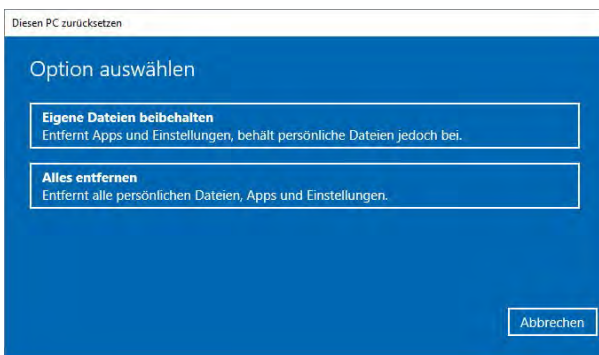 Diesen PC zurücksetzen
Option auswählen
Eigene Dateien beibehalten
Entfernt Apps und Einstellungen, behält persönliche Dateien jedoch bei.
Alles entfernen
Entfernt alle persönlichen Dateien, Apps und Einstellungen.
Abbrechen